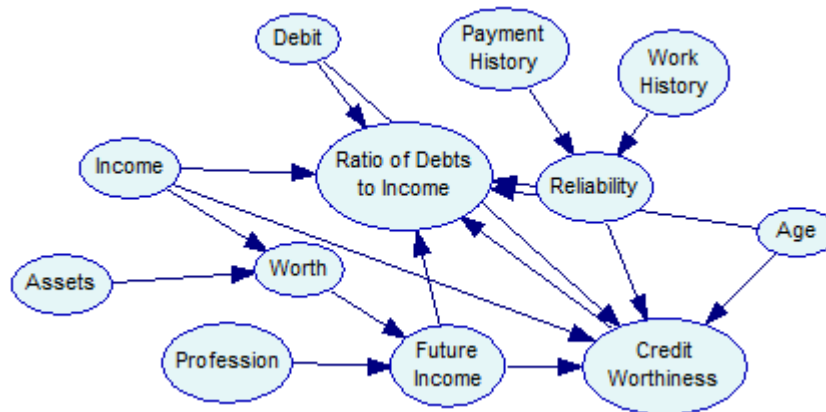 Debit
Payment
History
Work
History
Income
Ratio of Debts
to Income
Reliability
Age
Assets
Worth
Profession
Future
Income
Credit
Worthiness